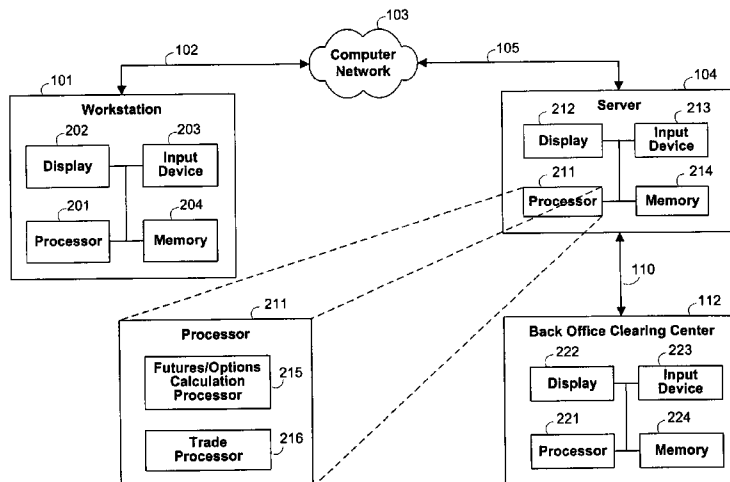 103
Computer
Network
102
105
101
Workstation
202
Display
203
Input
Device
201
Processor
204
Memory
104
Server
212
Display
213
Input
Device
211
Processor
214
Memory
110
211
Processor
Futures/Options
Calculation
Processor
215
Trade
Processor
216
112
Back Office Clearing Center
222
Display
223
Input
Device
221
Processor
224
Memory